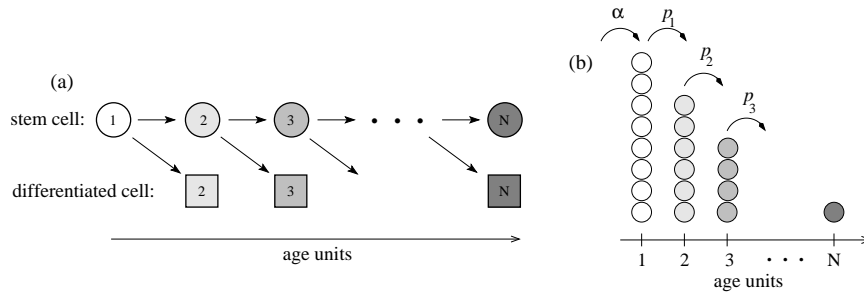 (a)
stem cell: 1 2 3 . . . N
differentiated cell: 2 3 N
age units
(b)
α p1 p2 p3
1 2 3 . . . N
age units